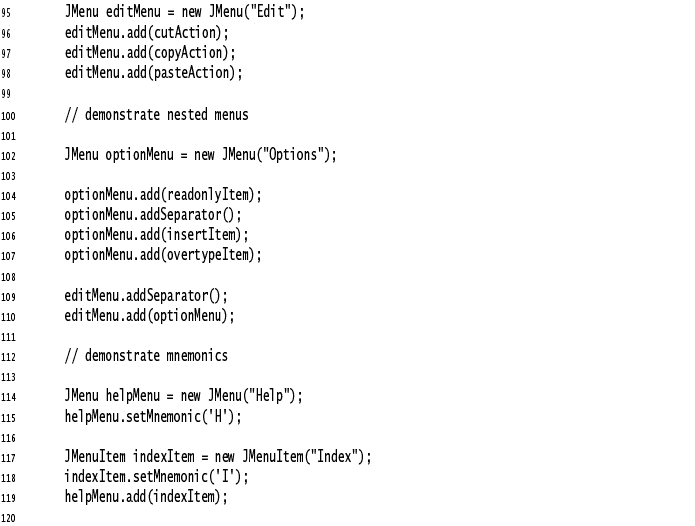 95 JMenu editMenu = new JMenu("Edit");
96 editMenu.add(cutAction);
97 editMenu.add(copyAction);
98 editMenu.add(pasteAction);
99
100 // demonstrate nested menus
101
102 JMenu optionMenu = new JMenu("Options");
103
104 optionMenu.add(readonlyItem);
105 optionMenu.addSeparator();
106 optionMenu.add(insertItem);
107 optionMenu.add(overtypeItem);
108
109 editMenu.addSeparator();
110 editMenu.add(optionMenu);
111
112 // demonstrate mnemonics
113
114 JMenu helpMenu = new JMenu("Help");
115 helpMenu.setMnemonic('H');
116
117 JMenuItem indexItem = new JMenuItem("Index");
118 indexItem.setMnemonic('I');
119 helpMenu.add(indexItem);
120